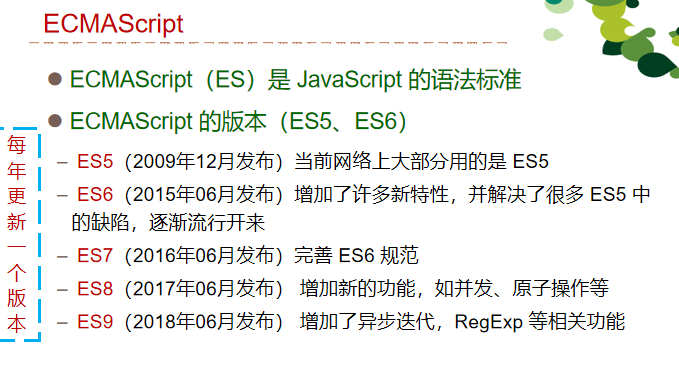 ECMAScript
ECMAScript（ES）是 JavaScript 的语法标准
ECMAScript 的版本（ES5、ES6）
每年更新一个版本
– ES5（2009年12月发布）当前网络上大部分用的是 ES5
– ES6（2015年06月发布）增加了许多新特性，并解决了很多 ES5 中
的缺陷，逐渐流行开来
– ES7（2016年06月发布）完善 ES6 规范
– ES8（2017年06月发布） 增加新的功能，如并发、原子操作等
– ES9（2018年06月发布） 增加了异步迭代，RegExp 等相关功能